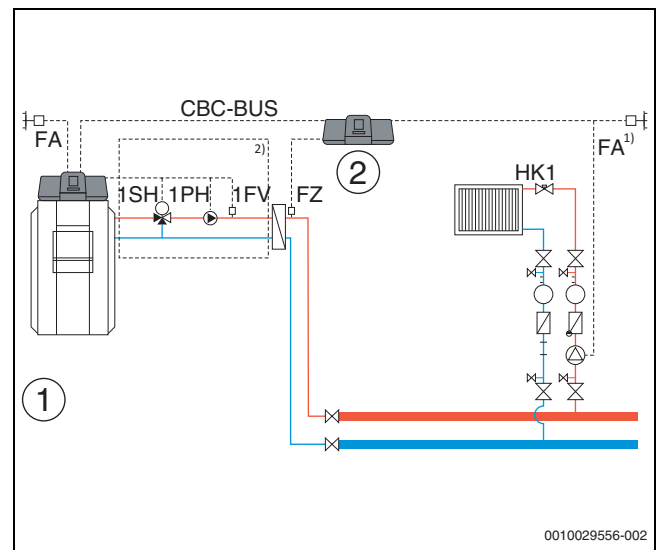 CBC-BUS
FA
FA1)
2)
2
1SH 1PH 1FV FZ
HK1
1
0010029556-002